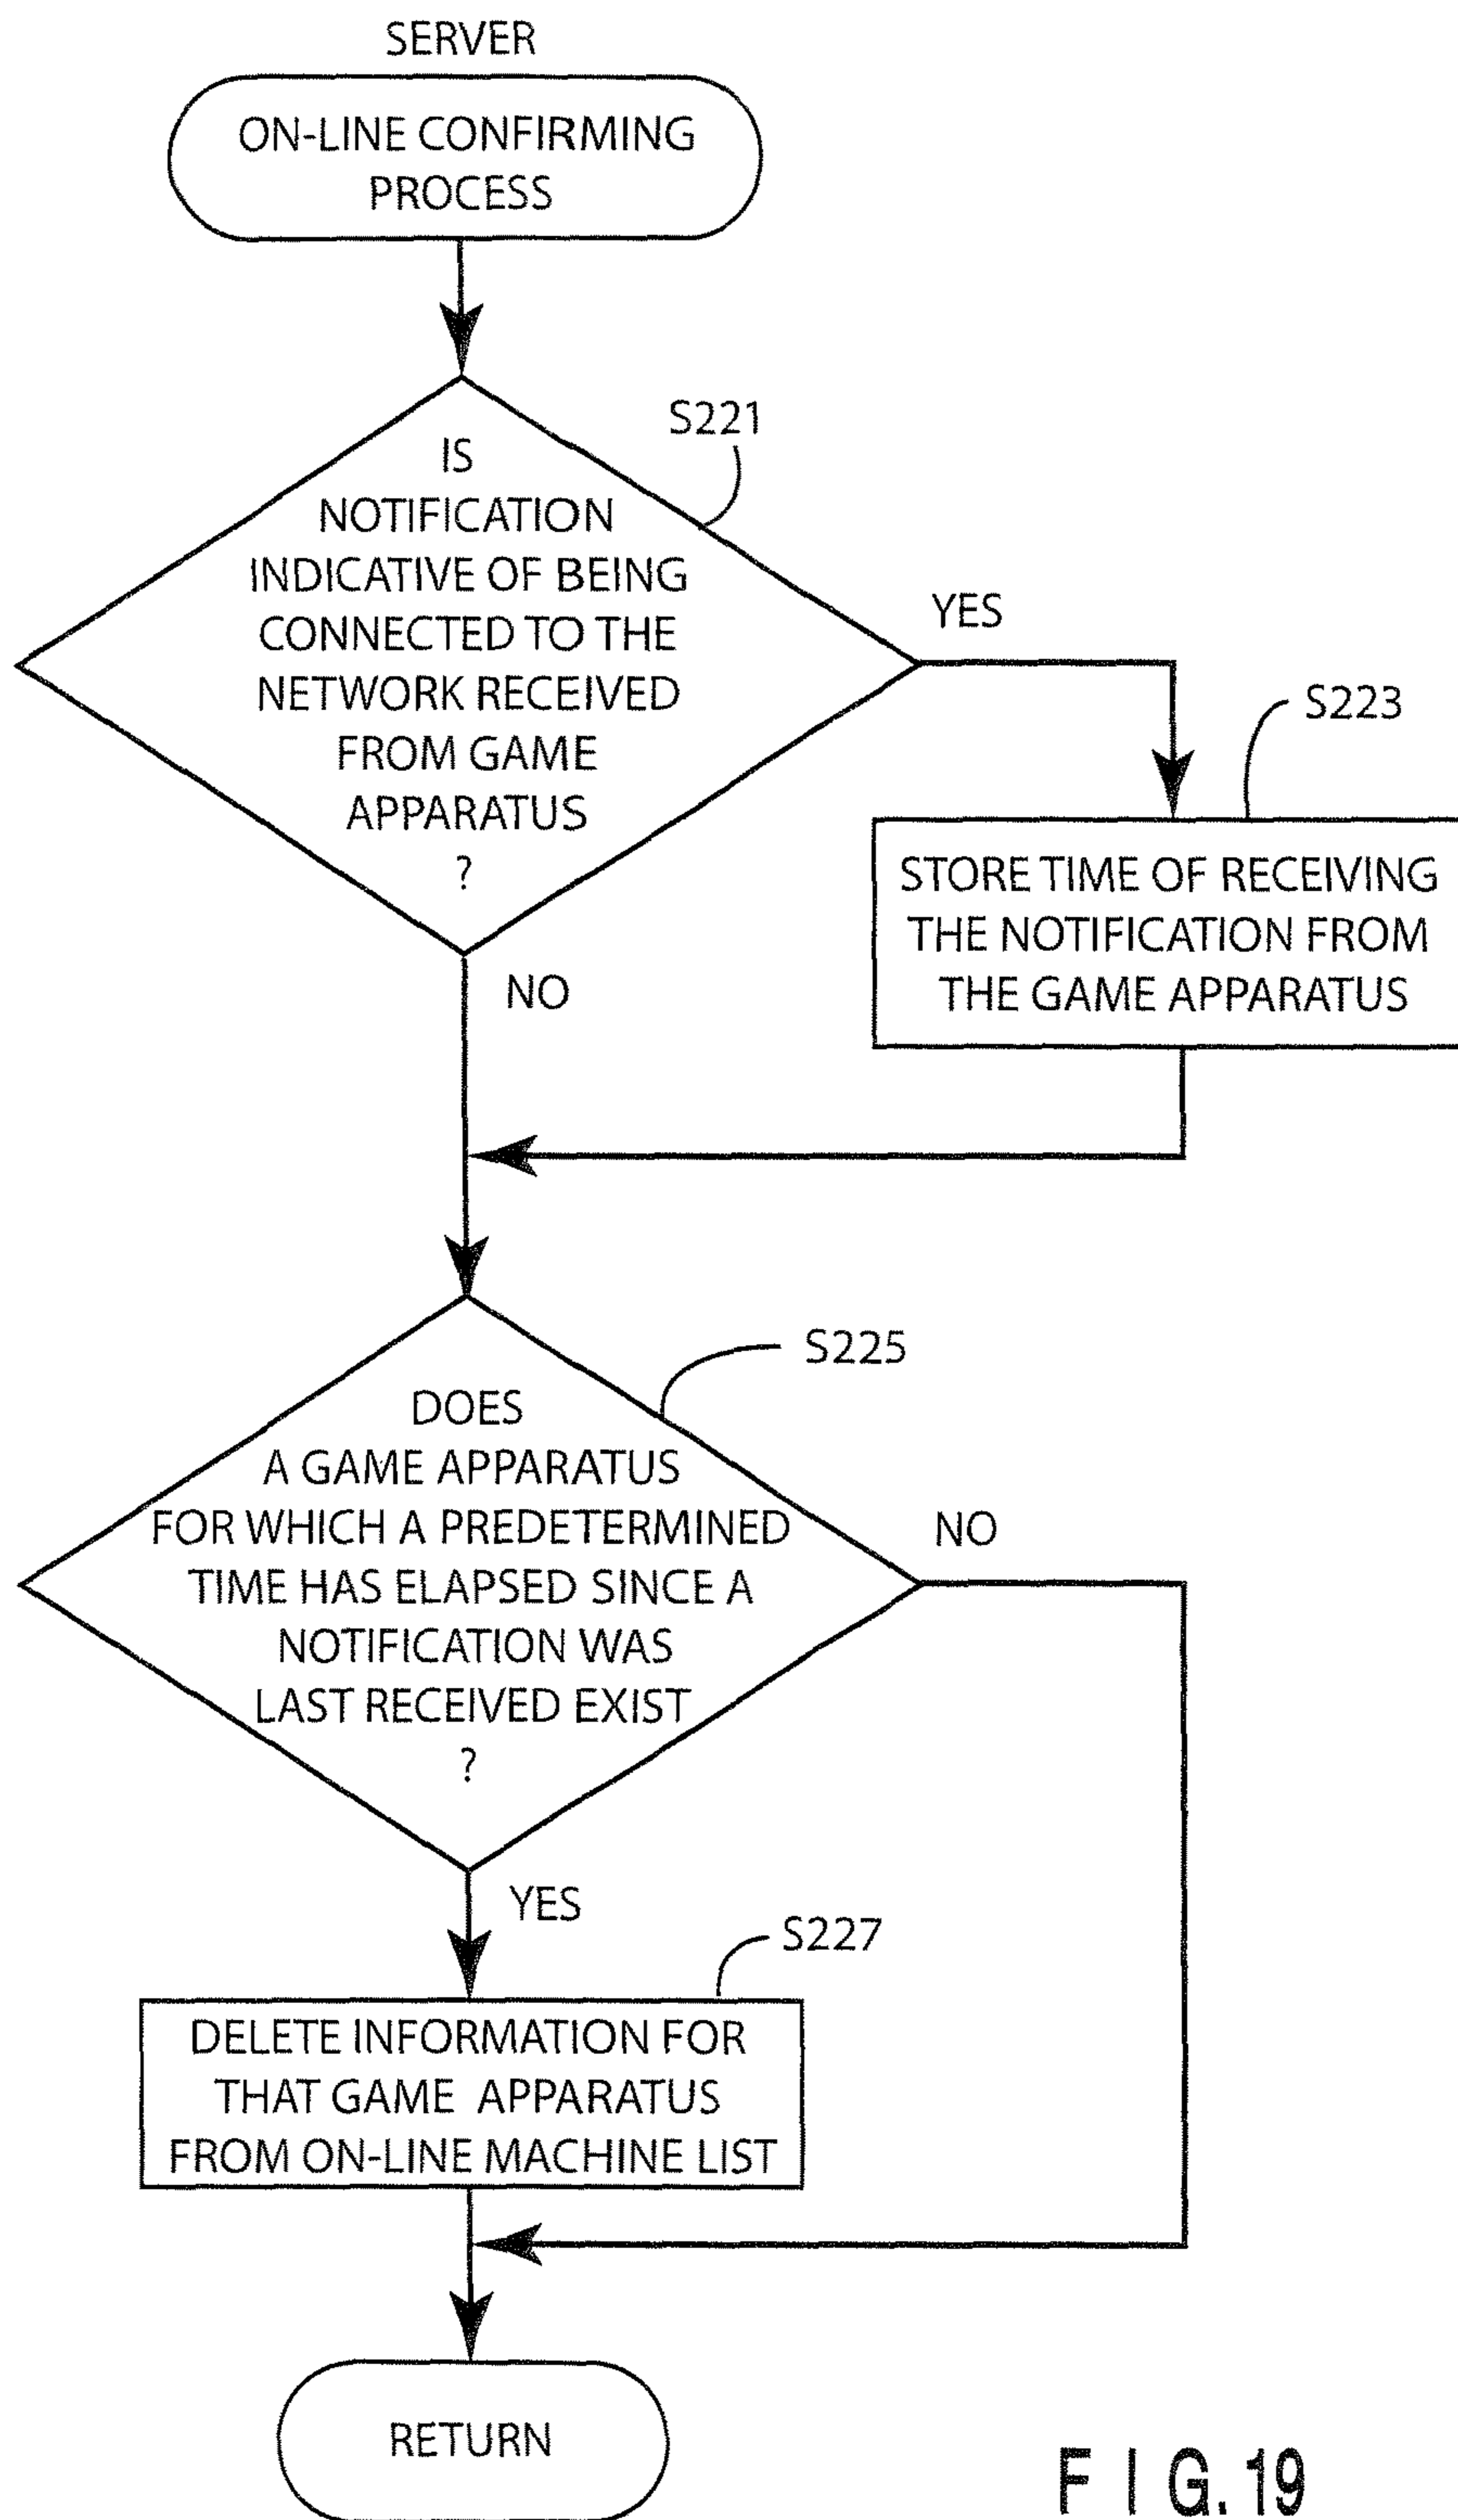 SERVER
ON-LINE CONFIRMING
PROCESS
S221
IS
NOTIFICATION
INDICATIVE OF BEING
CONNECTED TO THE
NETWORK RECEIVED
FROM GAME
APPARATUS
?
YES
S223
STORE TIME OF RECEIVING
THE NOTIFICATION FROM
THE GAME APPARATUS
NO
S225
DOES
A GAME APPARATUS
FOR WHICH A PREDETERMINED
TIME HAS ELAPSED SINCE A
NOTIFICATION WAS
LAST RECEIVED EXIST
?
NO
YES
S227
DELETE INFORMATION FOR
THAT GAME APPARATUS
FROM ON-LINE MACHINE LIST
RETURN
FIG.19